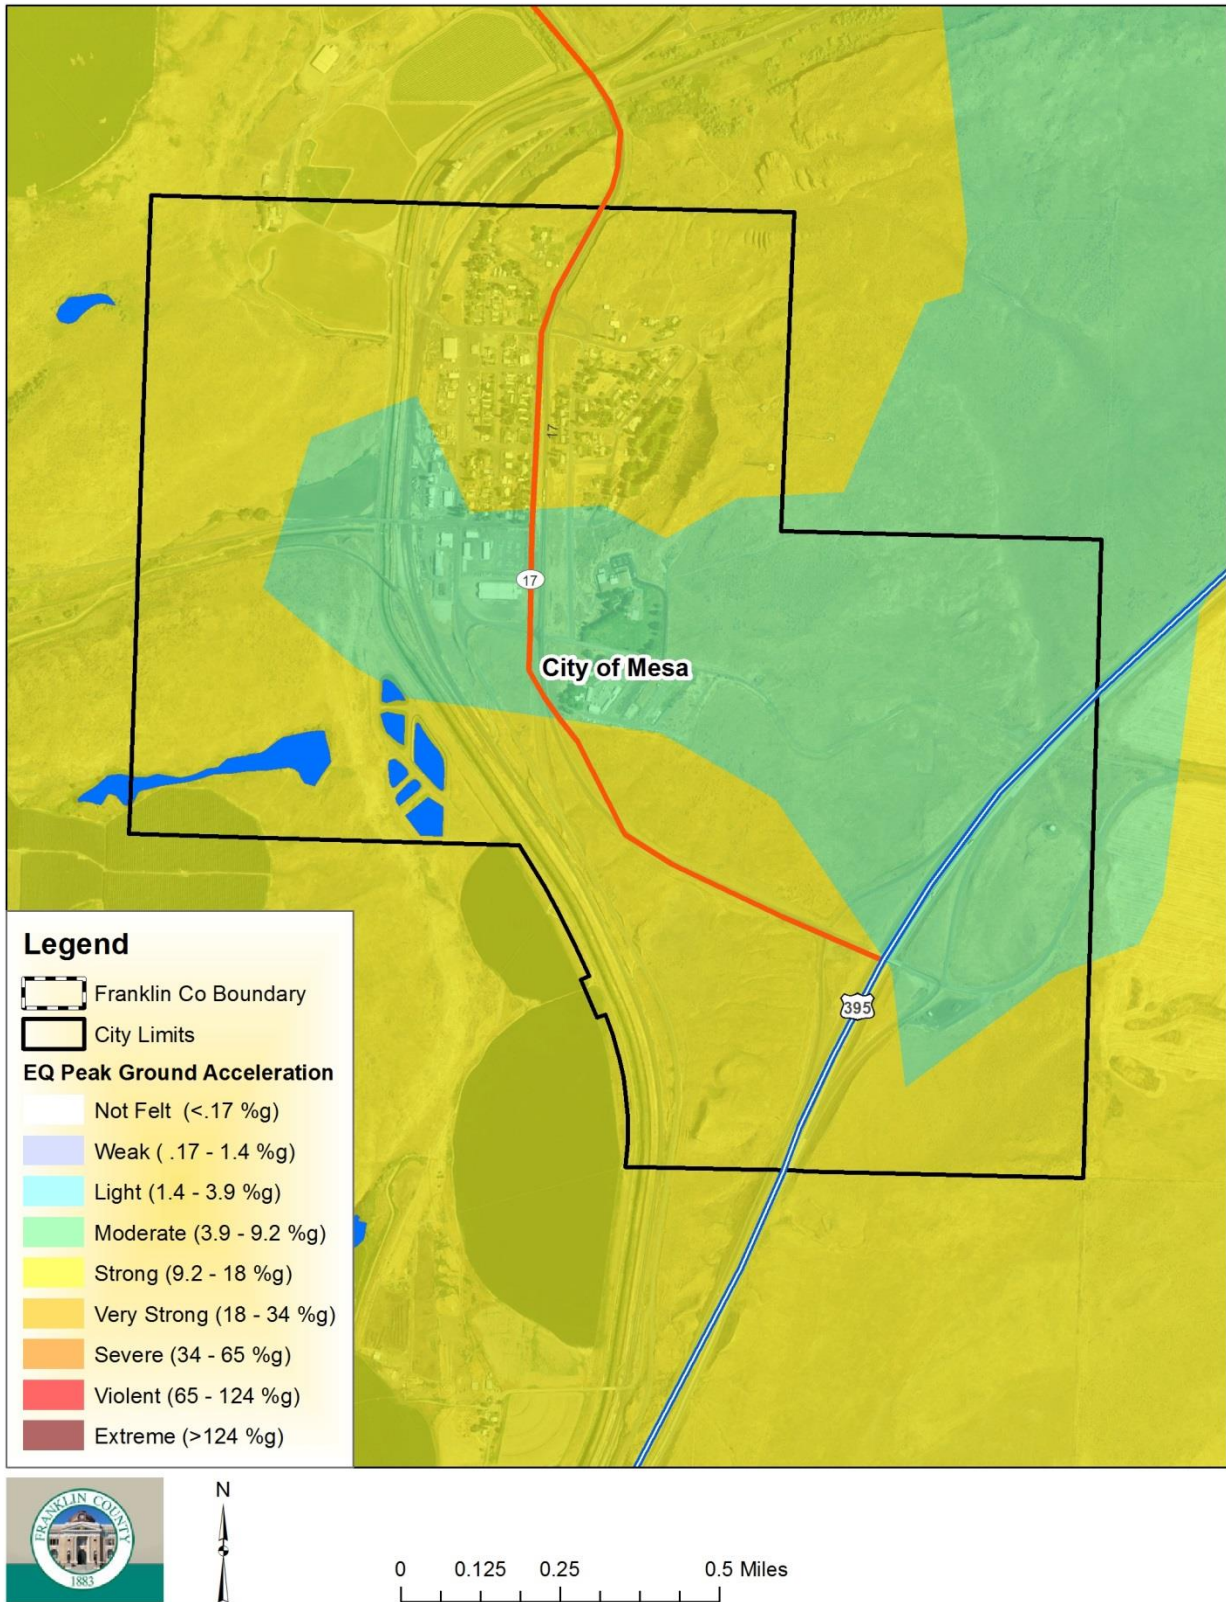 17
17
City of Mesa
395
Legend
Franklin Co Boundary
City Limits
EQ Peak Ground Acceleration
Not Felt (<.17 %g)
Weak ( .17 - 1.4 %g)
Light (1.4 - 3.9 %g)
Moderate (3.9 - 9.2 %g)
Strong (9.2 - 18 %g)
Very Strong (18 - 34 %g)
Severe (34 - 65 %g)
Violent (65 - 124 %g)
Extreme (>124 %g)
FRANKLIN COUNTY
1883
N
0 0.125 0.25 0.5 Miles